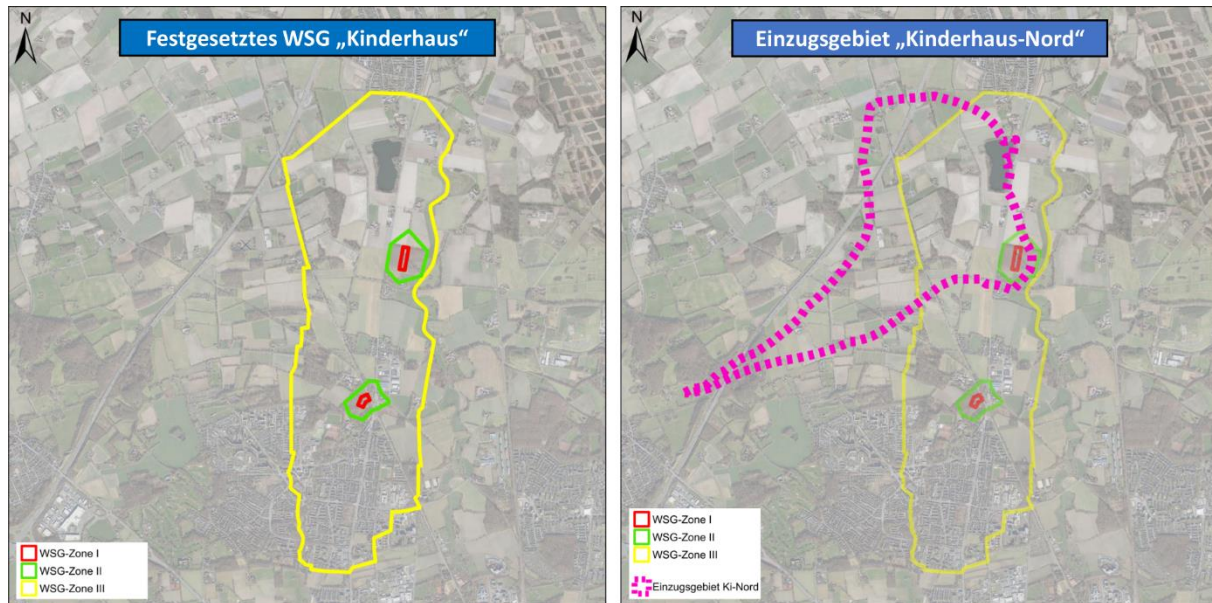 N
Festgesetztes WSG „Kinderhaus“
WSG-Zone I
WSG-Zone II
WSG-Zone III
N
Einzugsgebiet „Kinderhaus-Nord“
WSG-Zone I
WSG-Zone II
WSG-Zone III
Einzugsgebiet Ki-Nord